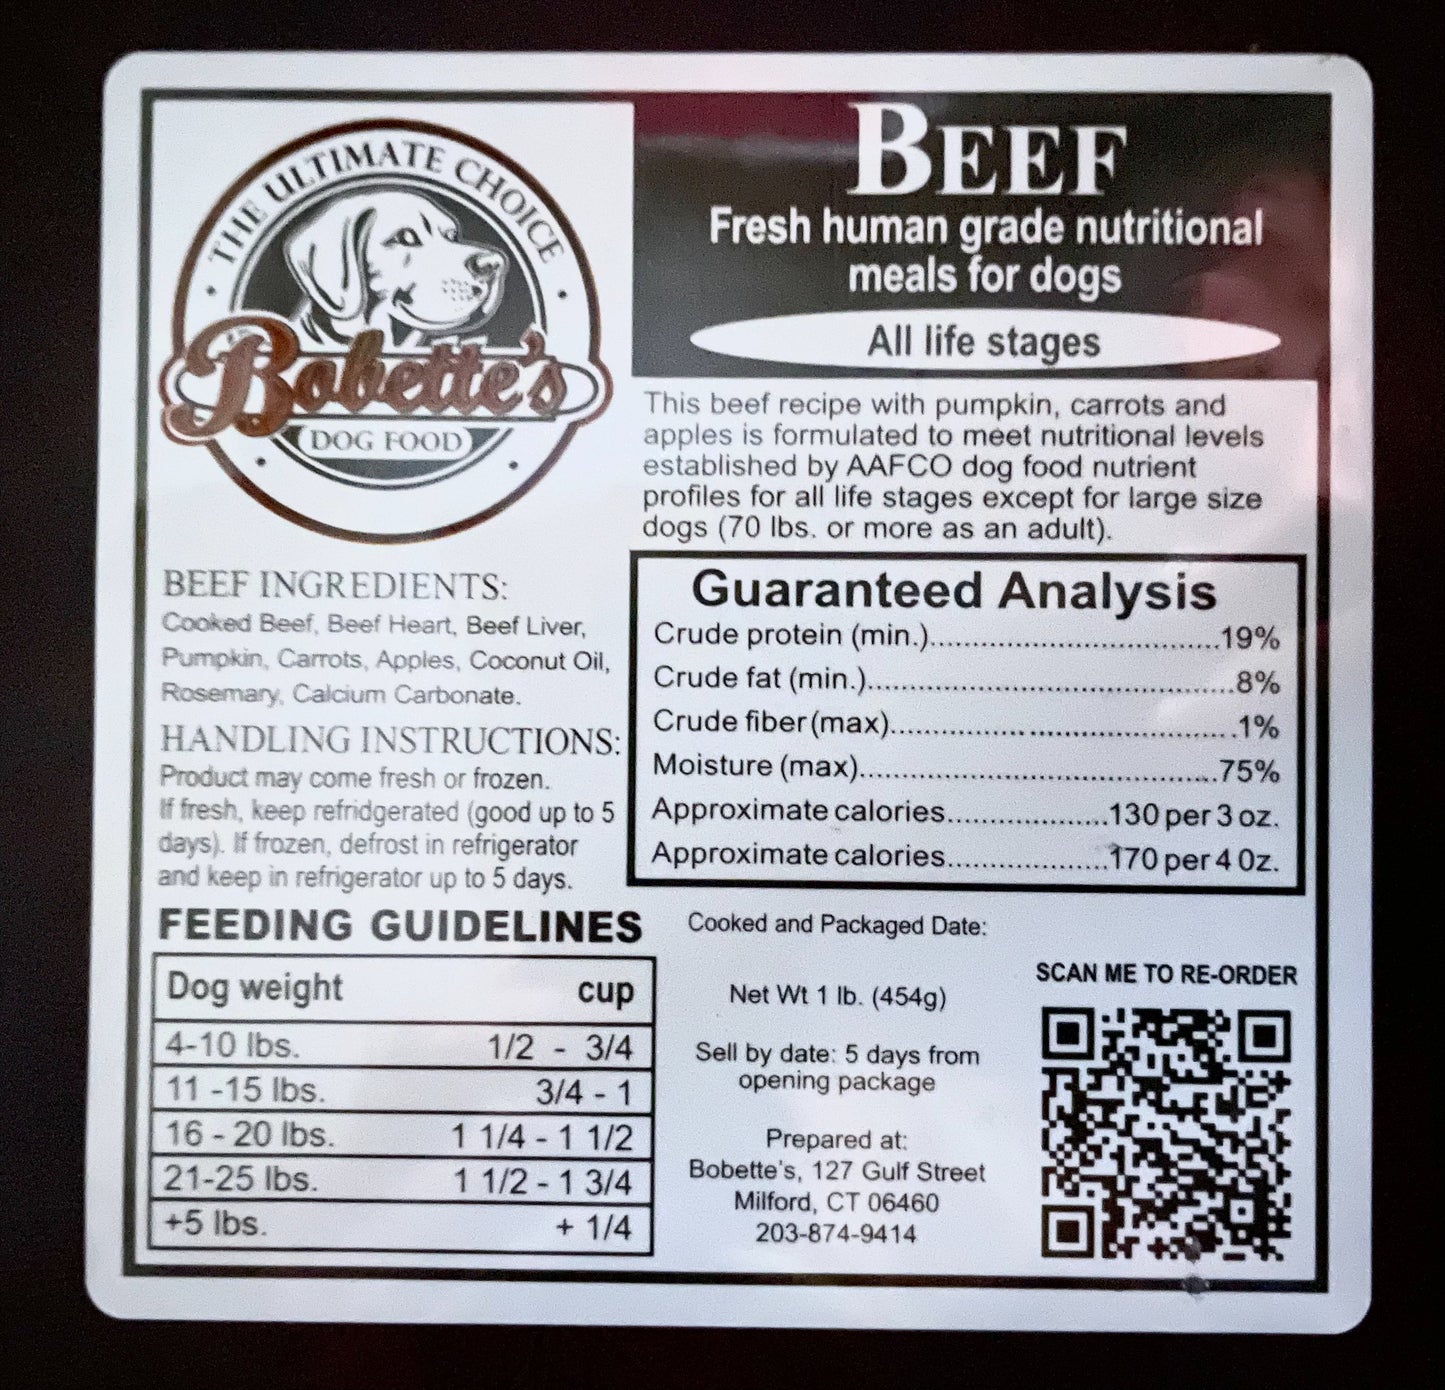 THE ULTIMATE CHOICE
Bobette's
DOG FOOD
BEEF
Fresh human grade nutritional
meals for dogs
All life stages
This beef recipe with pumpkin, carrots and
apples is formulated to meet nutritional levels
established by AAFCO dog food nutrient
profiles for all life stages except for large size
dogs (70 lbs. or more as an adult).
BEEF INGREDIENTS:
Cooked Beef, Beef Heart, Beef Liver,
Pumpkin, Carrots, Apples, Coconut Oil,
Rosemary, Calcium Carbonate.
HANDLING INSTRUCTIONS:
Product may come fresh or frozen.
If fresh, keep refridgerated (good up to 5
days). If frozen, defrost in refrigerator
and keep in refrigerator up to 5 days.
Guaranteed Analysis
Crude protein (min.)..................................19%
Crude fat (min.)........................................8%
Crude fiber (max)......................................1%
Moisture (max).......................................75%
Approximate calories..................130 per 3 oz.
Approximate calories..................170 per 4 0z.
FEEDING GUIDELINES
Dog weight cup
4-10 lbs. 1/2 - 3/4
11 -15 lbs. 3/4 - 1
16 - 20 lbs. 1 1/4 - 1 1/2
21-25 lbs. 1 1/2 - 1 3/4
+5 lbs. + 1/4
Cooked and Packaged Date:
Net Wt 1 lb. (454g)
Sell by date: 5 days from
opening package
Prepared at:
Bobette's, 127 Gulf Street
Milford, CT 06460
203-874-9414
SCAN ME TO RE-ORDER